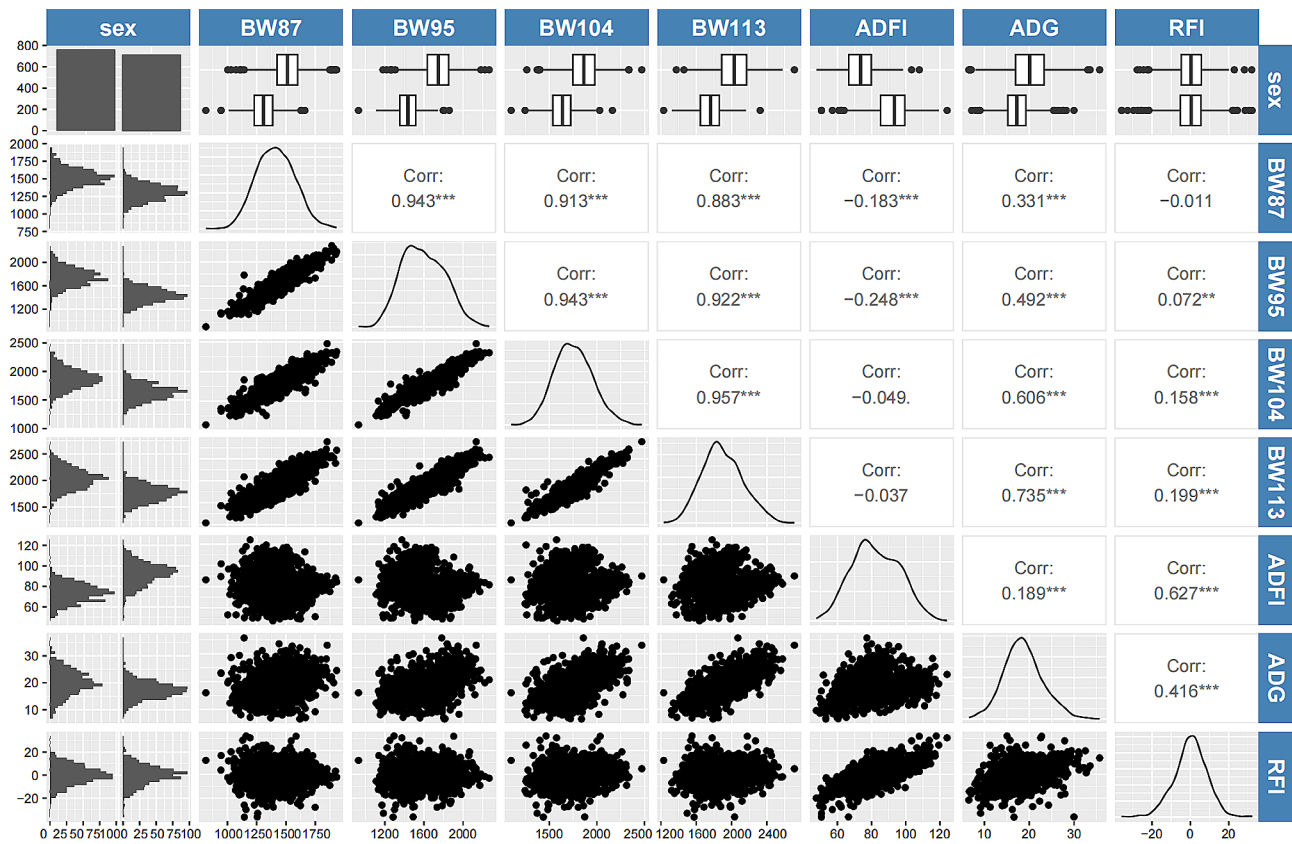 sex BW87 BW95 BW104 BW113 ADFI ADG RFI
800
600
400
200
0
sex
2000
1750
1500
1250
1000
750
Corr: Corr: Corr: Corr: Corr: Corr:
0.943*** 0.913*** 0.883*** −0.183*** 0.331*** −0.011
BW87
2000
1600
1200
Corr: Corr: Corr: Corr: Corr:
0.943*** 0.922*** −0.248*** 0.492*** 0.072**
BW95
2500
2000
1500
1000
Corr: Corr: Corr: Corr:
0.957*** −0.049. 0.606*** 0.158***
BW104
2500
2000
1500
Corr: Corr: Corr:
−0.037 0.735*** 0.199***
BW113
120
100
80
60
Corr: Corr:
0.189*** 0.627***
ADFI
30
20
10
Corr:
0.416***
ADG
20
0
−20
RFI
0 25 50 75 100 0 25 50 75 100 1000 1250 1500 1750 1200 1600 2000 1500 2000 2500 1200 1600 2000 2400 60 80 100 120 10 20 30 −20 0 20